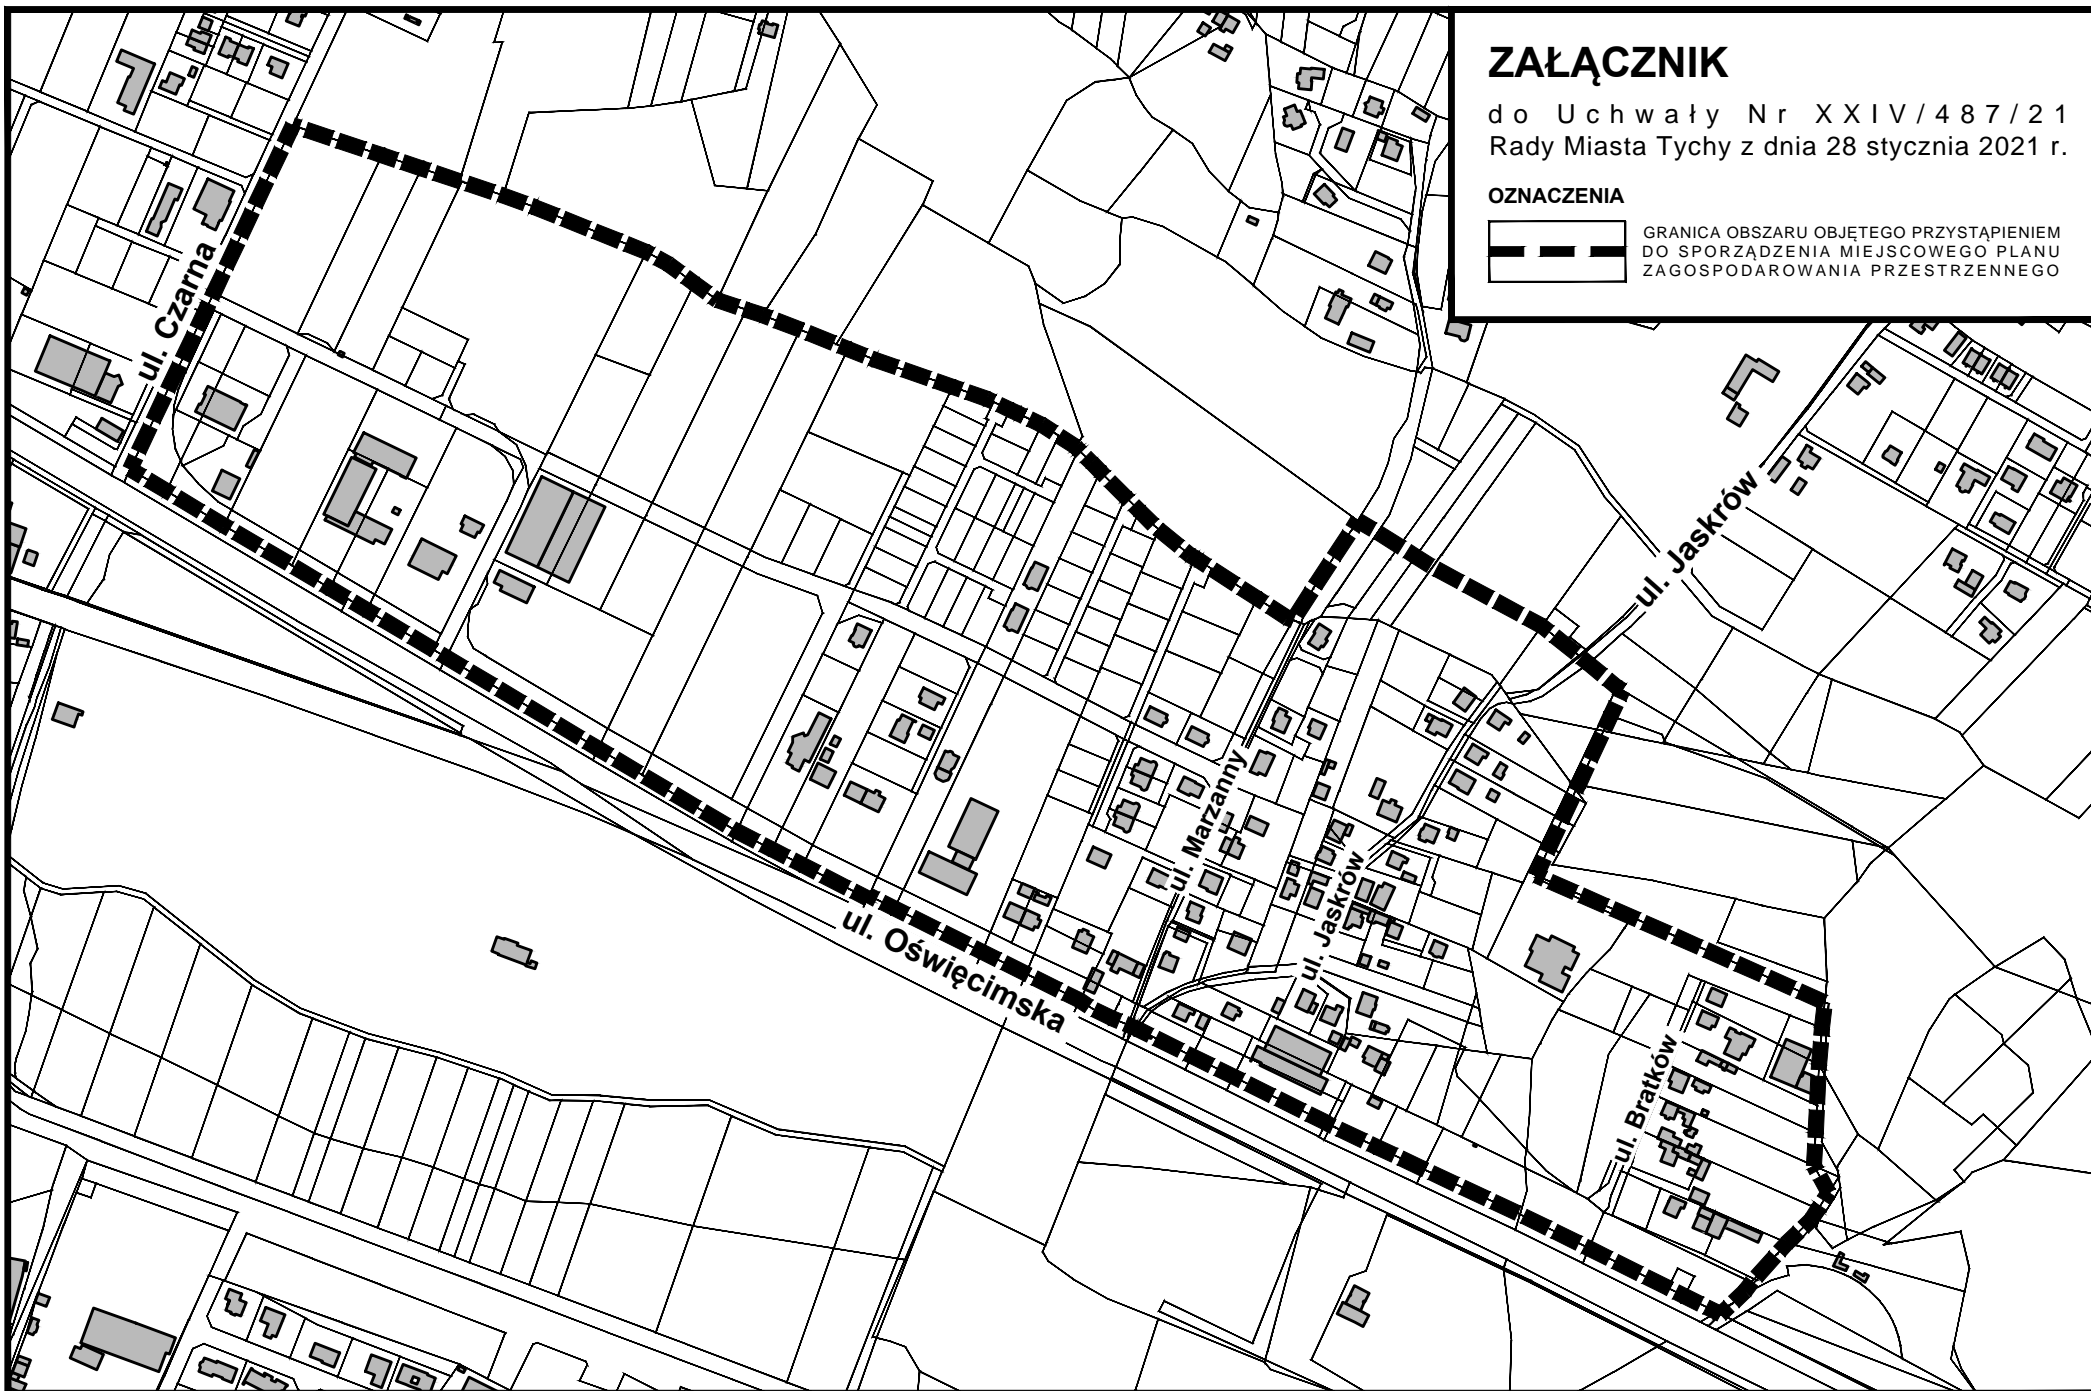 ZAŁĄCZNIK
do Uchwały Nr XXIV/487/21
Rady Miasta Tychy z dnia 28 stycznia 2021 r.
OZNACZENIA
GRANICA OBSZARU OBJĘTEGO PRZYSTĄPIENIEM
DO SPORZĄDZENIA MIEJSCOWEGO PLANU
ZAGOSPODAROWANIA PRZESTRZENNEGO
ul. Czarna
ul. Jaskrów
ul. Marzanny
ul. Jaskrów
ul. Oświęcimska
ul. Bratków